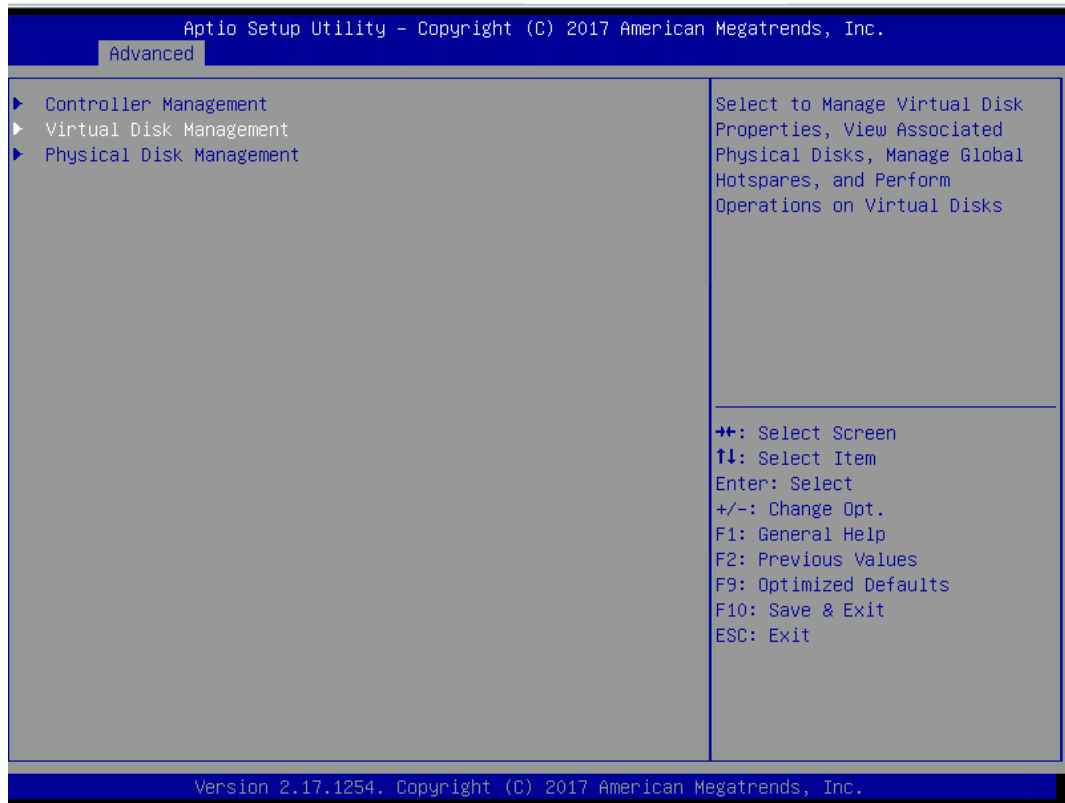 Aptio Setup Utility – Copyright (C) 2017 American Megatrends, Inc.
Advanced
Controller Management
Virtual Disk Management
Physical Disk Management
Select to Manage Virtual Disk
Properties, View Associated
Physical Disks, Manage Global
Hotspares, and Perform
Operations on Virtual Disks
→←: Select Screen
↑↓: Select Item
Enter: Select
+/-: Change Opt.
F1: General Help
F2: Previous Values
F9: Optimized Defaults
F10: Save & Exit
ESC: Exit
Version 2.17.1254. Copyright (C) 2017 American Megatrends, Inc.